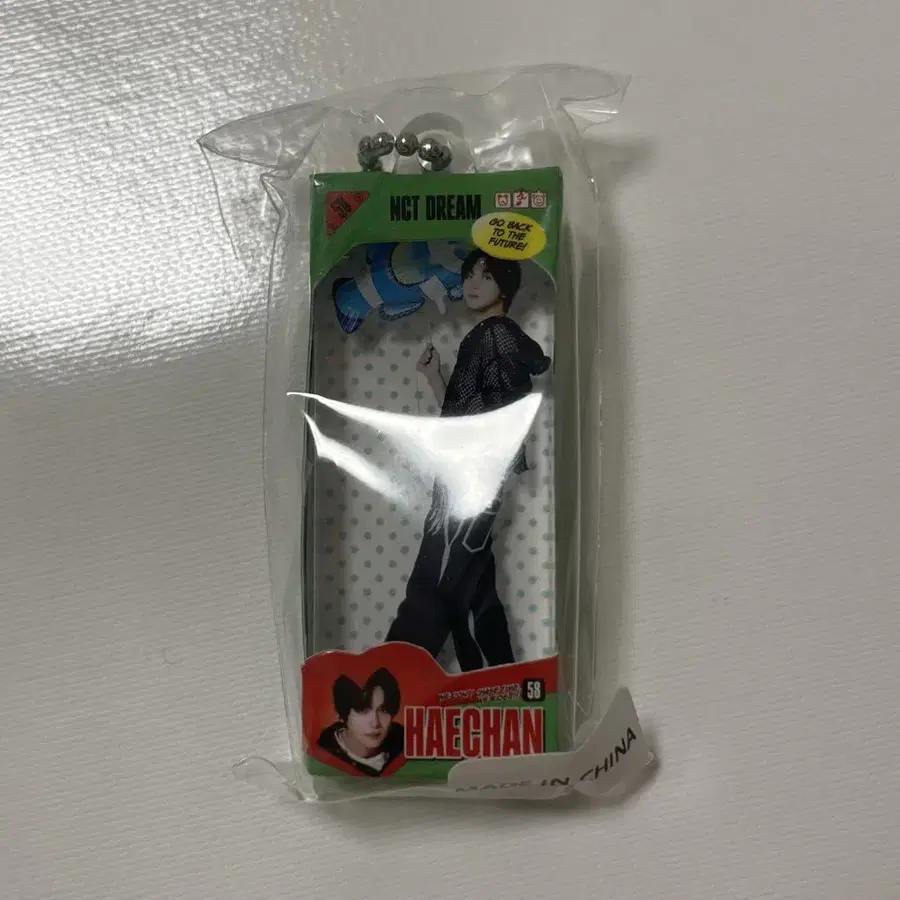 NCT DREAM
GO BACK
TO THE
FUTURE!
58
HAECHAN
MADE IN CHINA